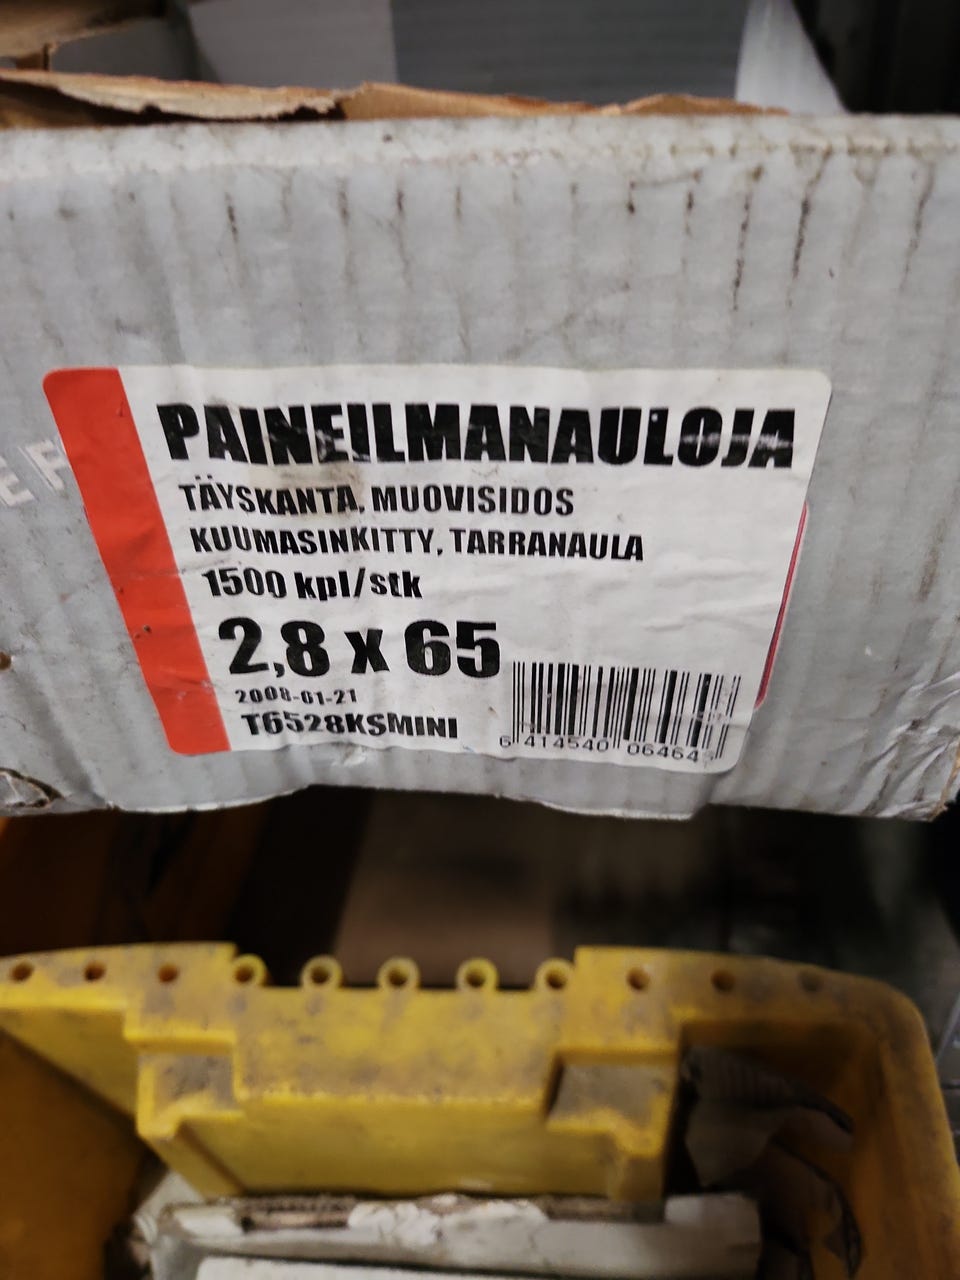 PAINEILMANAULOJA
TÄYSKANTA, MUOVISIDOS
KUUMASINKITTY, TARRANAULA
1500 kpl/stk
2,8 x 65
2008-01-21
T6528KSMINI
6 414540 06464